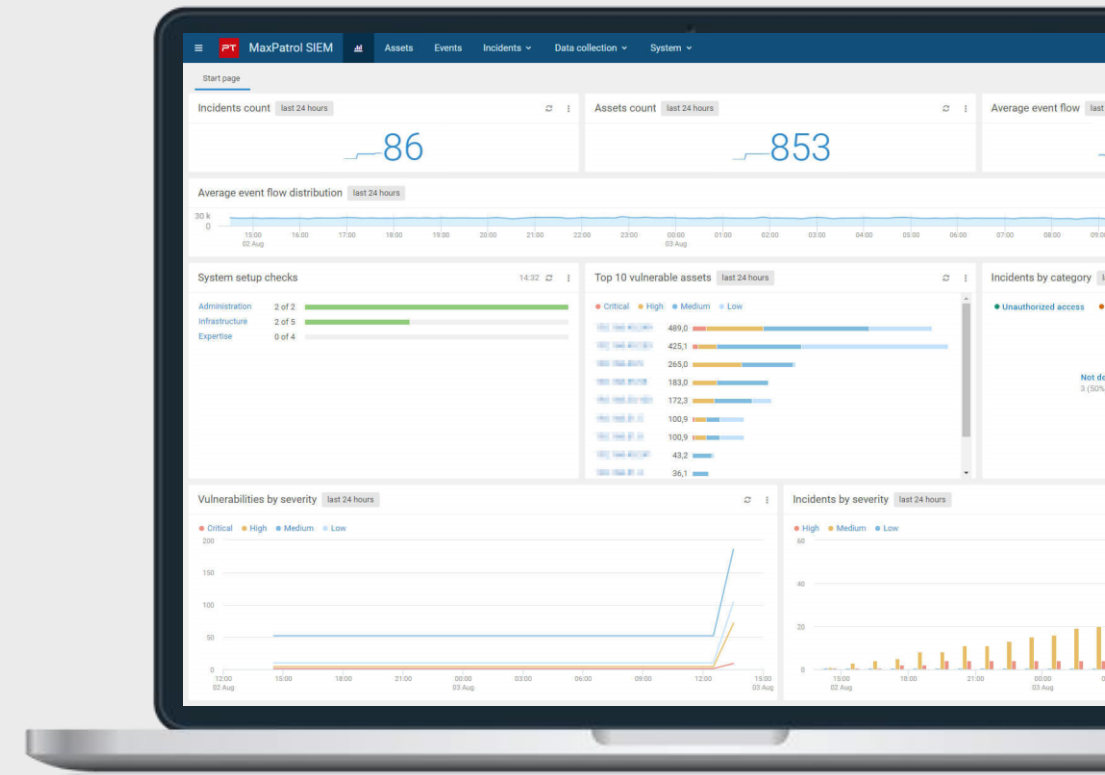 PT MaxPatrol SIEM Assets Events Incidents Data collection System
Start page
Incidents count last 24 hours
86
Assets count last 24 hours
853
Average event flow last
Average event flow distribution last 24 hours
30 k
0
15:00 16:00 17:00 18:00 19:00 20:00 21:00 22:00 23:00 00:00 01:00 02:00 03:00 04:00 05:00 06:00 07:00 08:00 09:00
02 Aug 03 Aug
System setup checks 14:32
Administration 2 of 2
Infrastructure 2 of 5
Expertise 0 of 4
Top 10 vulnerable assets last 24 hours
Critical High Medium Low
489,0
425,1
265,0
183,0
172,3
100,9
100,9
43,2
36,1
Incidents by category
Unauthorized access
Not de
3 (50%
Vulnerabilities by severity last 24 hours
Critical High Medium Low
200
150
100
50
0
12:00 15:00 18:00 21:00 00:00 03:00 06:00 09:00 12:00 15:00
02 Aug 03 Aug 03 Aug
Incidents by severity last 24 hours
High Medium Low
60
40
20
0
15:00 18:00 21:00 00:00
02 Aug 03 Aug